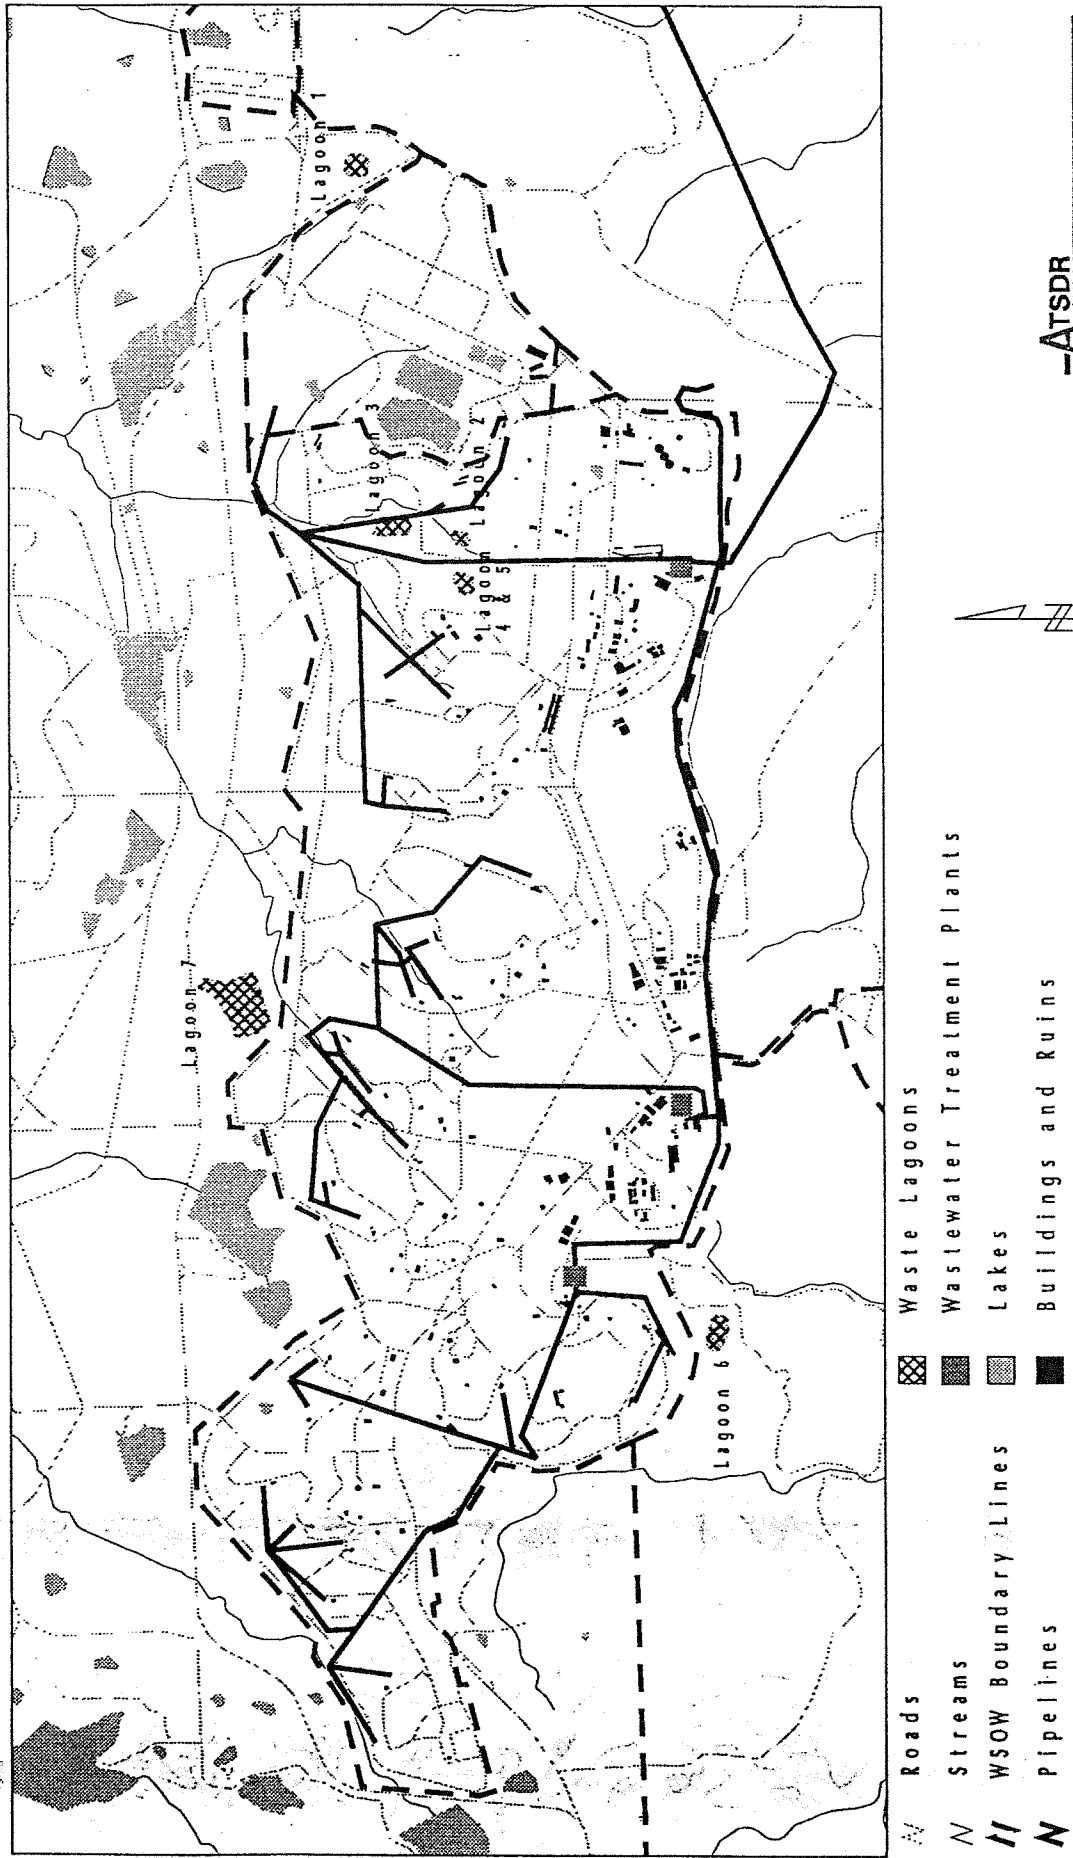 Lagoon 1
Lagoon 3
Lagoon 2
Lagoon
4 & 5
Lagoon 7
Lagoon 6
Roads
Streams
WSOW Boundary Lines
Pipelines
Waste Lagoons
Wastewater Treatment Plants
Lakes
Buildings and Ruins
ATSDR